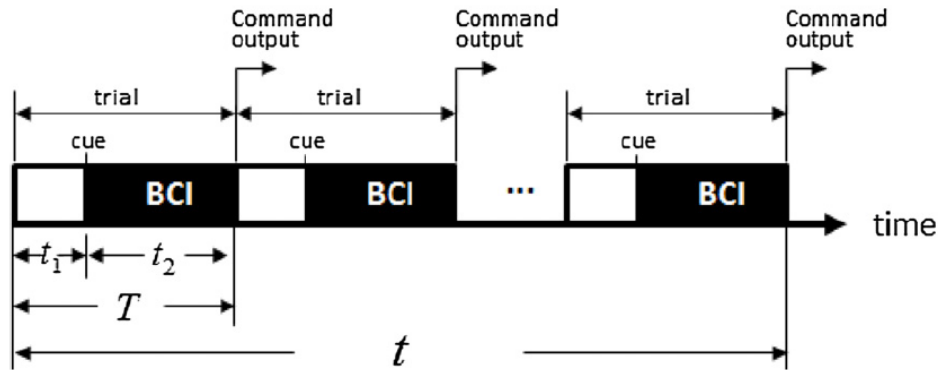 Command
output
Command
output
Command
output
trial
trial
trial
cue
cue
cue
BCI
BCI
...
BCI
time
t₁
t₂
T
t